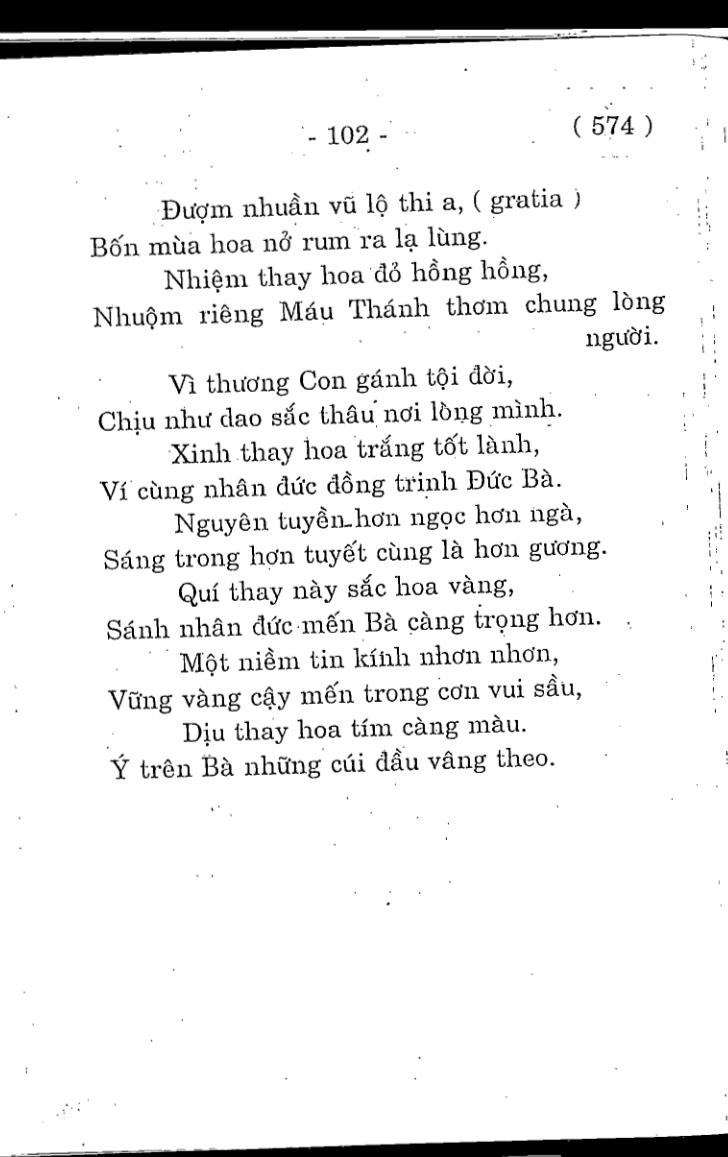 - 102 - ( 574 )
Đượm nhuần vũ lộ thi a, ( gratia )
Bốn mùa hoa nở rum ra lạ lùng.
Nhiệm thay hoa đỏ hồng hồng,
Nhuộm riêng Máu Thánh thơm chung lòng
người.
Vì thương Con gánh tội đời,
Chịu như dao sắc thâu nơi lòng mình.
Xinh thay hoa trắng tốt lành,
Ví cùng nhân đức đồng trinh Đức Bà.
Nguyên tuyền hơn ngọc hơn ngà,
Sáng trong hơn tuyết cùng là hơn gương.
Quí thay này sắc hoa vàng,
Sánh nhân đức mến Bà càng trọng hơn.
Một niềm tin kính nhơn nhơn,
Vững vàng cậy mến trong cơn vui sầu,
Dịu thay hoa tím càng màu.
Ý trên Bà những cúi đầu vâng theo.